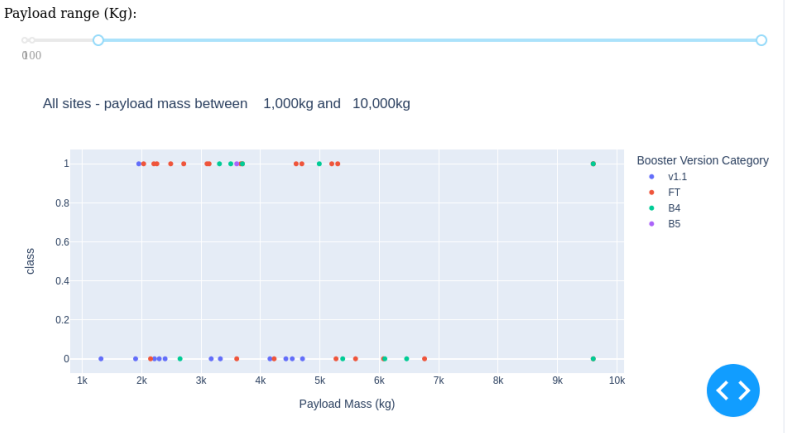 Payload range (Kg):
0
100
All sites - payload mass between 1,000kg and 10,000kg
Booster Version Category
v1.1
FT
B4
B5
class
1
0.8
0.6
0.4
0.2
0
1k 2k 3k 4k 5k 6k 7k 8k 9k 10k
Payload Mass (kg)